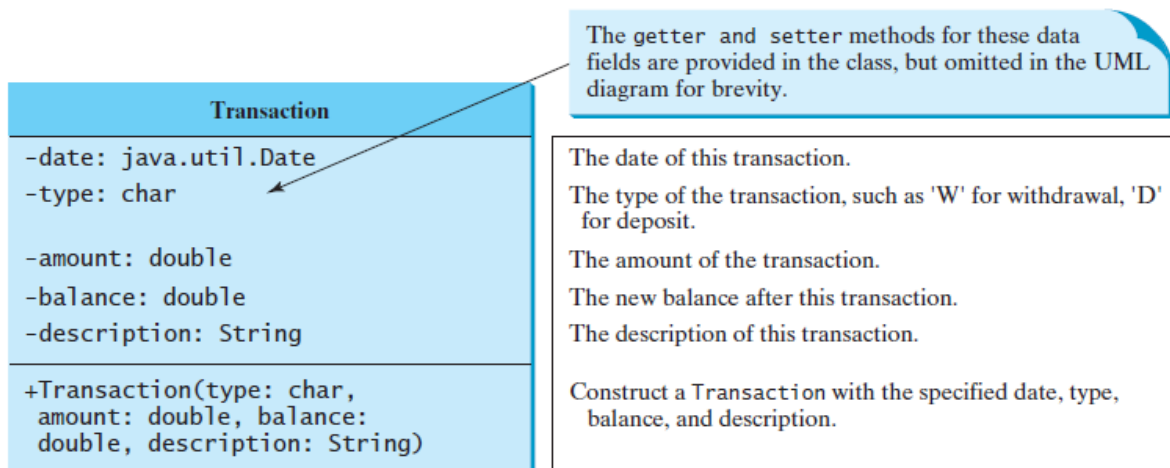 The getter and setter methods for these data
fields are provided in the class, but omitted in the UML
diagram for brevity.
Transaction
-date: java.util.Date
The date of this transaction.
-type: char
The type of the transaction, such as 'W' for withdrawal, 'D'
for deposit.
-amount: double
The amount of the transaction.
-balance: double
The new balance after this transaction.
-description: String
The description of this transaction.
+Transaction(type: char,
amount: double, balance:
double, description: String)
Construct a Transaction with the specified date, type,
balance, and description.